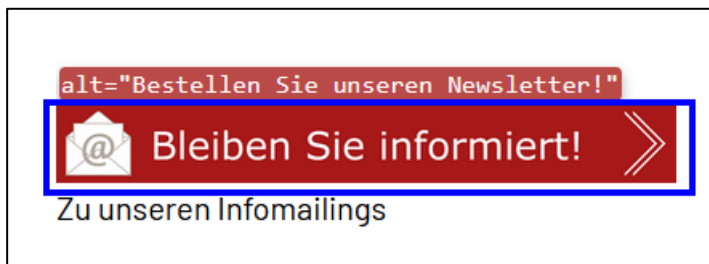 alt="Bestellen Sie unseren Newsletter!"
@ Bleiben Sie informiert!
Zu unseren Infomailings